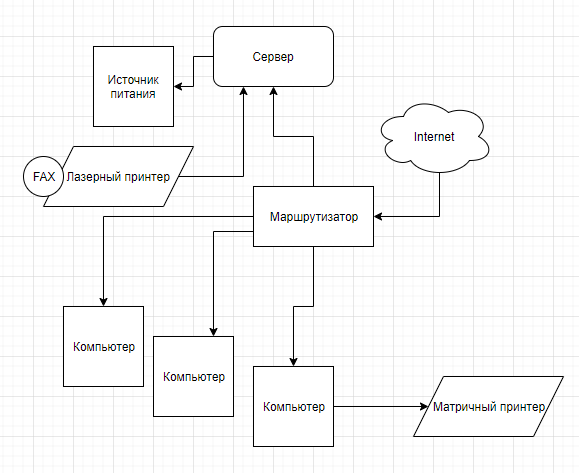 Сервер
Источник
питания
Internet
FAX
Лазерный принтер
Маршрутизатор
Компьютер
Компьютер
Компьютер
Матричный принтер